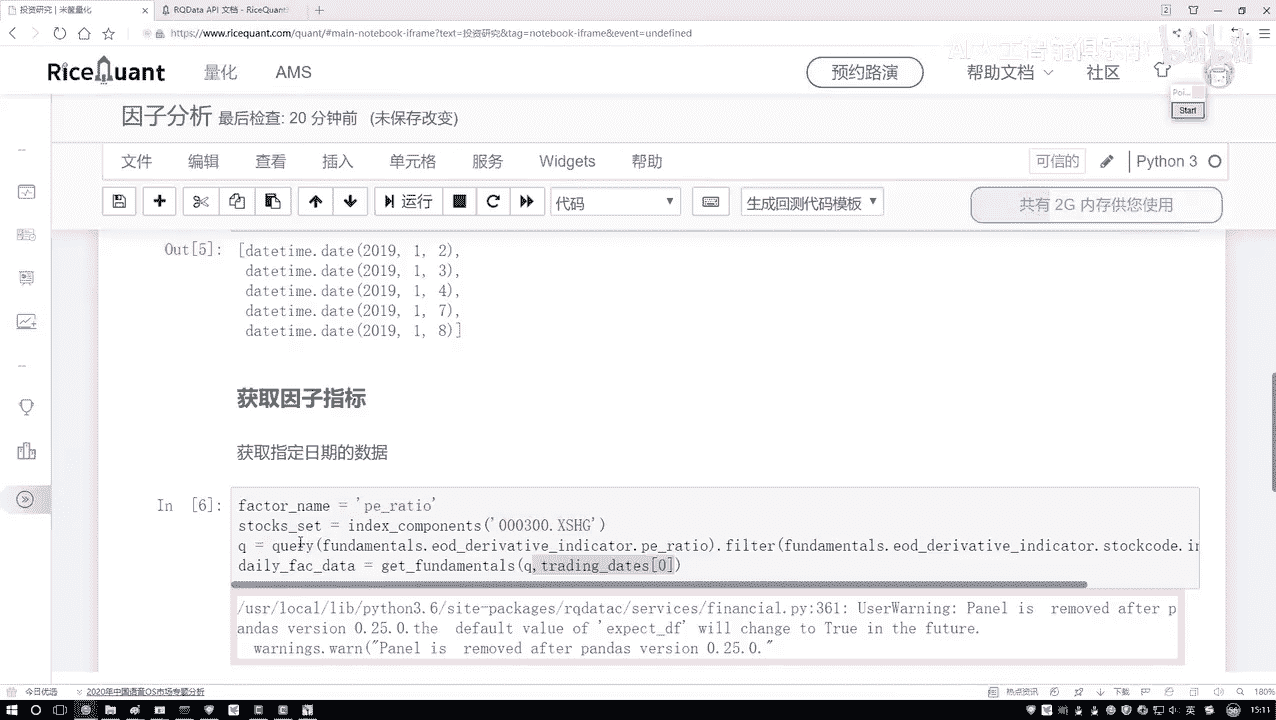 投资研究 | 米筐量化
RQData API 文档 - RiceQuant
https://www.ricequant.com/quant/#main-notebook-iframe?text=投资研究&tag=notebook-iframe&event=undefined
RiceQuant 量化 AMS 预约路演 帮助文档 社区
Start
因子分析 最后检查: 20 分钟前 (未保存改变)
文件 编辑 查看 插入 单元格 服务 Widgets 帮助 可信的 Python 3
运行 代码 生成回测代码模板 共有 2G 内存供您使用
Out[5]: [datetime.date(2019, 1, 2),
datetime.date(2019, 1, 3),
datetime.date(2019, 1, 4),
datetime.date(2019, 1, 7),
datetime.date(2019, 1, 8)]
获取因子指标
获取指定日期的数据
In [6]: factor_name = 'pe_ratio'
stocks_set = index_components('000300.XSHG')
q = query(fundamentals.eod_derivative_indicator.pe_ratio).filter(fundamentals.eod_derivative_indicator.stockcode.in
daily_fac_data = get_fundamentals(q,trading_dates[0])
/usr/local/lib/python3.6/site-packages/rqdatac/services/financial.py:361: UserWarning: Panel is removed after p
andas version 0.25.0.the default value of 'expect_df' will change to True in the future.
warnings.warn("Panel is removed after pandas version 0.25.0."
今日优选 2020年中国语音OS市场专题分析 热点资讯 下载 180%
英 15:11